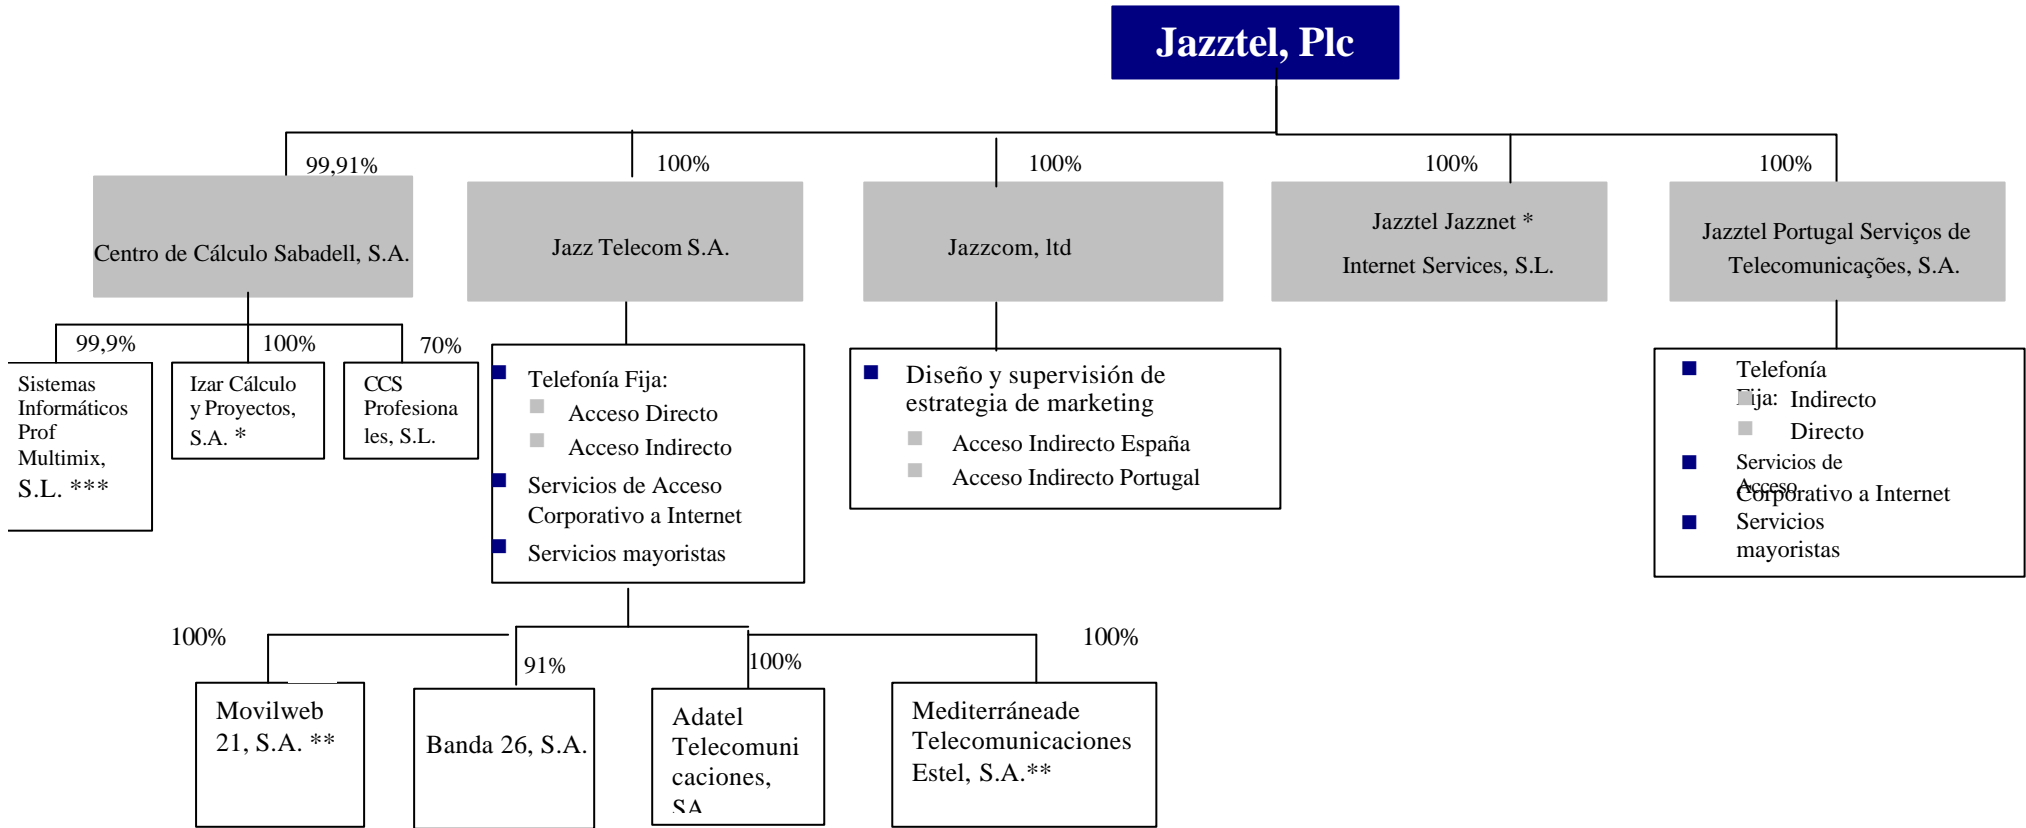 Jazztel, Plc
99,91%
100%
100%
100%
100%
Centro de Cálculo Sabadell, S.A.
Jazz Telecom S.A.
Jazzcom, ltd
Jazztel Jazznet *
Internet Services, S.L.
Jazztel Portugal Serviços de
Telecomunicações, S.A.
99,9%
100%
70%
Sistemas
Informáticos
Prof
Multimix,
S.L. ***
Izar Cálculo
y Proyectos,
S.A. *
CCS
Profesiona
les, S.L.
Telefonía Fija:
Acceso Directo
Acceso Indirecto
Servicios de Acceso
Corporativo a Internet
Servicios mayoristas
Diseño y supervisión de
estrategia de marketing
Acceso Indirecto España
Acceso Indirecto Portugal
Telefonía
Fija:
Indirecto
Directo
Servicios de
Acceso
Corporativo a Internet
Servicios
mayoristas
100%
91%
100%
100%
Movilweb
21, S.A. **
Banda 26, S.A.
Adatel
Telecomuni
caciones,
SA
Mediterráneade
Telecomunicaciones
Estel, S.A.**